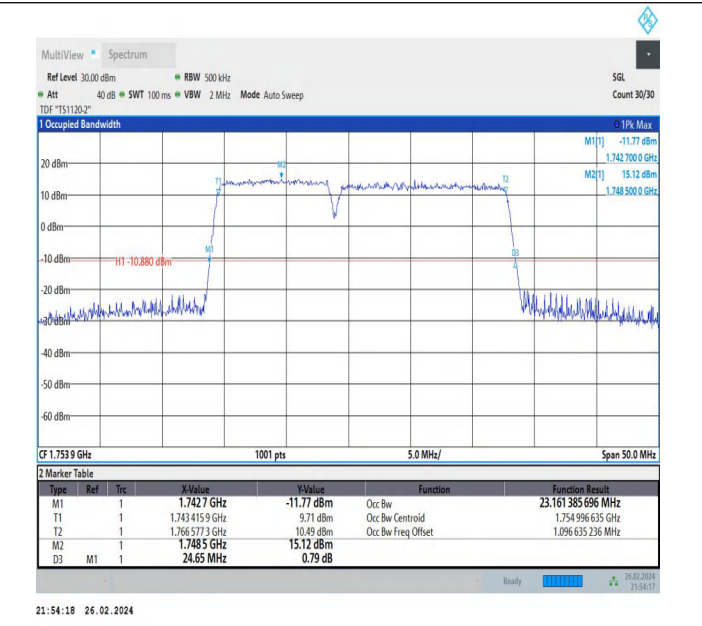 R S
MultiView Spectrum
Ref Level 30.00 dBm RBW 500 kHz SGL
Att 40 dB SWT 100 ms VBW 2 MHz Mode Auto Sweep Count 30/30
TDF "TS1120-2"
1 Occupied Bandwidth 1Pk Max
M1[1] -11.77 dBm
1.742 700 0 GHz
M2[1] 15.12 dBm
1.748 500 0 GHz
20 dBm
M2
T1
T2
10 dBm
0 dBm
M1
D3
-10 dBm
H1 -10.880 dBm
-20 dBm
-30 dBm
-40 dBm
-50 dBm
-60 dBm
CF 1.753 9 GHz 1001 pts 5.0 MHz/ Span 50.0 MHz
2 Marker Table
Type Ref Trc X-Value Y-Value Function Function Result
M1 1 1.742 7 GHz -11.77 dBm Occ Bw 23.161 385 696 MHz
T1 1 1.743 415 9 GHz 9.71 dBm Occ Bw Centroid 1.754 996 635 GHz
T2 1 1.766 577 3 GHz 10.49 dBm Occ Bw Freq Offset 1.096 635 236 MHz
M2 1 1.748 5 GHz 15.12 dBm
D3 M1 1 24.65 MHz 0.79 dB
Ready 26.02.2024
21:54:17
21:54:18 26.02.2024